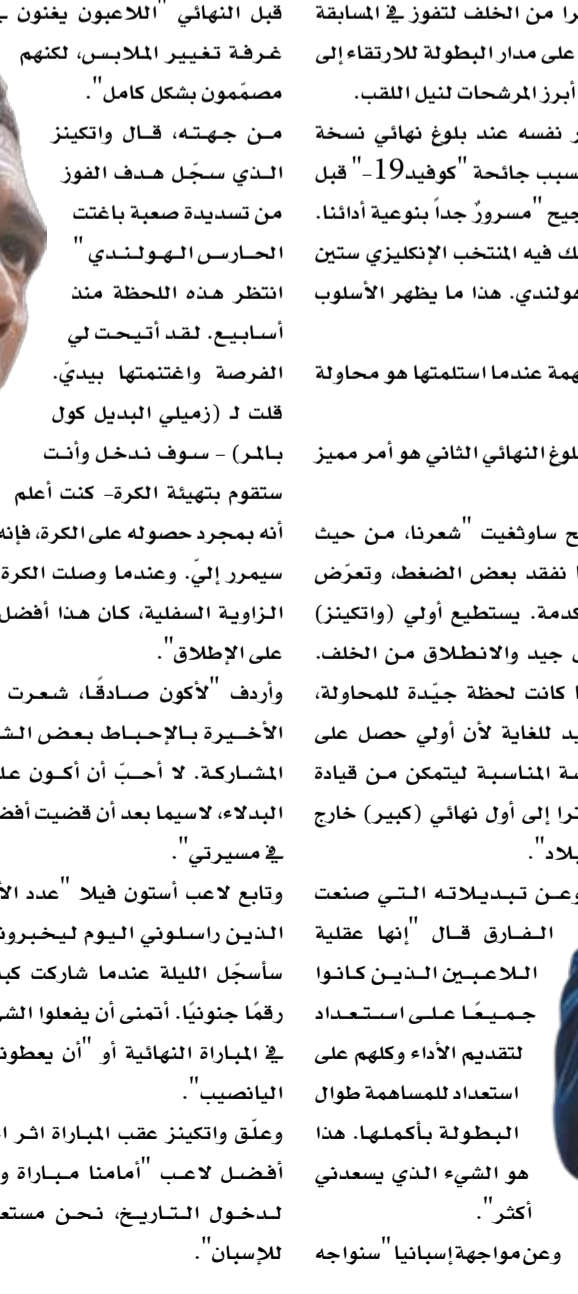 را من الخلف لتفوز في المسابقة
على مدار البطولة للارتقاء إلى
أبرز المرشحات لنيل اللقب.
ر نفسه عند بلوغ نهائي نسخة
سبب جائحة "كوفيد19-" قبل
جيح "مسرورٌ جداً بنوعية أدائنا.
لك فيه المنتخب الإنكليزي ستين
هولندي. هذا ما يظهر الأسلوب
همة عندما استلمتها هو محاولة
لوغ النهائي الثاني هو أمر مميز
ح ساوثغيت "شعرنا، من حيث
ا نفقد بعض الضغط، وتعرّض
كدمة. يستطيع أولي (واتكينز)
ل جيد والانطلاق من الخلف.
ا كانت لحظة جيّدة للمحاولة،
يد للغاية لأن أولي حصل على
سة المناسبة ليتمكن من قيادة
ترا إلى أول نهائي (كبير) خارج
بلاد".
وعن تبديلاته التي صنعت
الفارق قال "إنها عقلية
اللاعبين الذين كانوا
جميعًا على استعداد
لتقديم الأداء وكلهم على
استعداد للمساهمة طوال
البطولة بأكملها. هذا
هو الشيء الذي يسعدني
أكثر".
وعن مواجهة إسبانيا "سنواجه
قبل النهائي "اللاعبون يغنون
غرفة تغيير الملابس، لكنهم
مصمّمون بشكل كامل".
من جهته، قال واتكينز
الذي سجّل هدف الفوز
من تسديدة صعبة باغتت
الحارس الهولندي "
انتظر هذه اللحظة منذ
أسابيع. لقد أتيحت لي
الفرصة واغتنمتها بيديّ.
قلت لـ (زميلي البديل كول
بالمر) – سوف ندخل وأنت
ستقوم بتهيئة الكرة– كنت أعلم
أنه بمجرد حصوله على الكرة، فإنه
سيمرر إليّ. وعندما وصلت الكرة
الزاوية السفلية، كان هذا أفضل
على الإطلاق".
وأردف "لأكون صادقًا، شعرت
الأخيرة بالإحباط بعض الش
المشاركة. لا أحبّ أن أكون عل
البدلاء، لاسيما بعد أن قضيت أفض
في مسيرتي".
وتابع لاعب أستون فيلا "عدد الأ
الذين راسلوني اليوم ليخبرون
سأسجّل الليلة عندما شاركت كبد
رقمًا جنونيًا. أتمنى أن يفعلوا الش
في المباراة النهائية أو "أن يعطون
اليانصيب".
وعلّق واتكينز عقب المباراة اثر ا
أفضل لاعب "أمامنا مباراة و
لدخول التاريخ، نحن مستع
للإسبان".